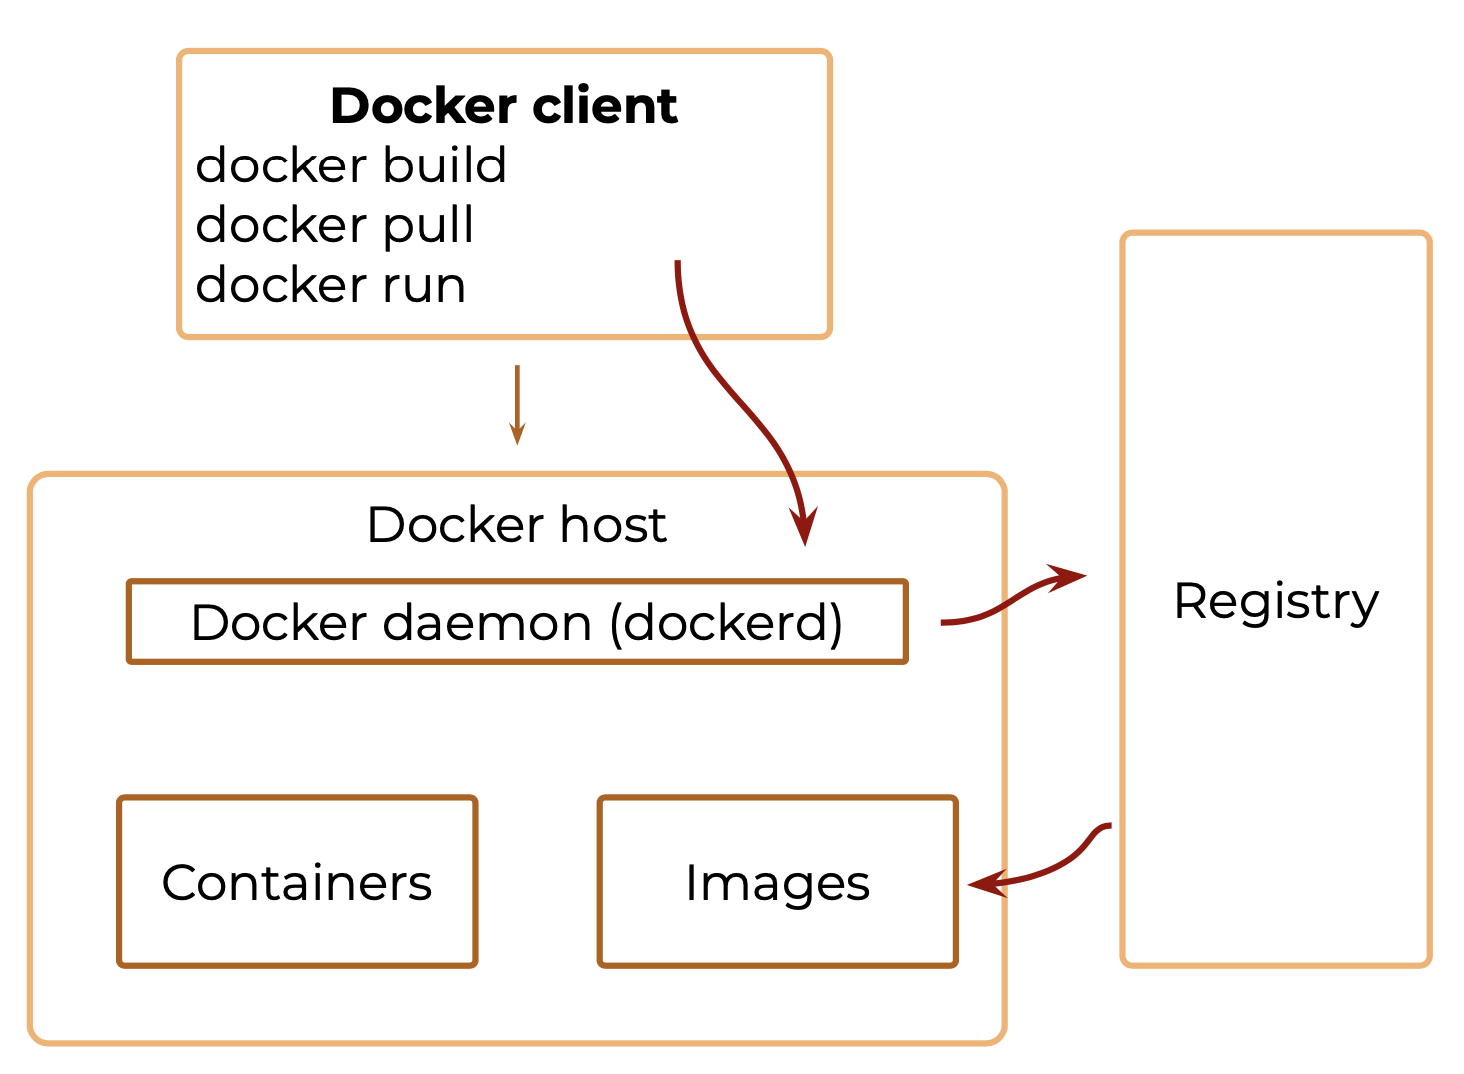 Docker client
docker build
docker pull
docker run
Docker host
Docker daemon (dockerd)
Registry
Containers
Images